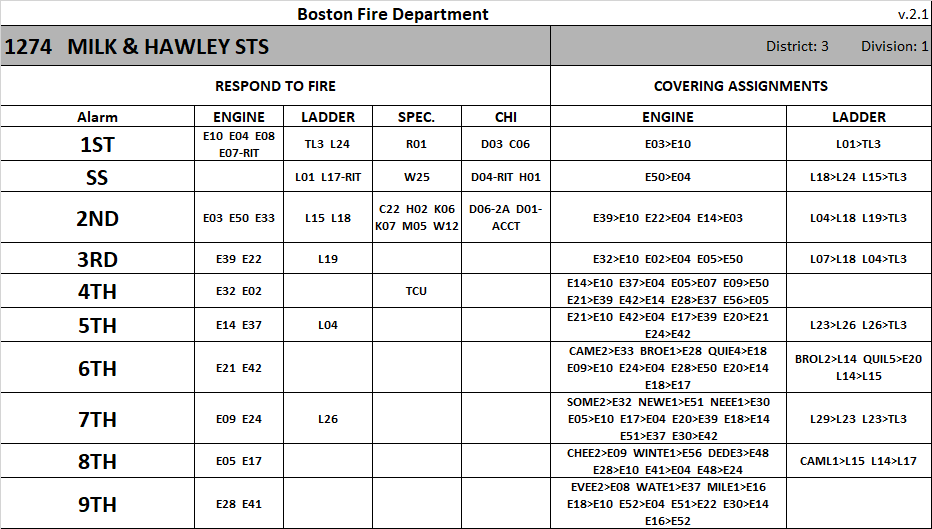 Boston Fire Department v.2.1
1274 MILK & HAWLEY STS District: 3 Division: 1
RESPOND TO FIRE COVERING ASSIGNMENTS
Alarm ENGINE LADDER SPEC. CHI ENGINE LADDER
1ST E10 E04 E08 TL3 L24 R01 D03 C06 E03>E10 L01>TL3
E07-RIT
SS L01 L17-RIT W25 D04-RIT H01 E50>E04 L18>L24 L15>TL3
2ND E03 E50 E33 L15 L18 C22 H02 K06 D06-2A D01- E39>E10 E22>E04 E14>E03 L04>L18 L19>TL3
K07 M05 W12 ACCT
3RD E39 E22 L19 E32>E10 E02>E04 E05>E50 L07>L18 L04>TL3
4TH E32 E02 TCU E14>E10 E37>E04 E05>E07 E09>E50
E21>E39 E42>E14 E28>E37 E56>E05
5TH E14 E37 L04 E21>E10 E42>E04 E17>E39 E20>E21 L23>L26 L26>TL3
E24>E42
6TH E21 E42 CAME2>E33 BROE1>E28 QUIE4>E18 BROL2>L14 QUIL5>E20
E09>E10 E24>E04 E28>E50 E20>E14 L14>L15
E18>E17
7TH E09 E24 L26 SOME2>E32 NEWE1>E51 NEEE1>E30 L29>L23 L23>TL3
E05>E10 E17>E04 E20>E39 E18>E14
E51>E37 E30>E42
8TH E05 E17 CHEE2>E09 WINTE1>E56 DEDE3>E48 CAML1>L15 L14>L17
E28>E10 E41>E04 E48>E24
9TH E28 E41 EVEE2>E08 WATE1>E37 MILE1>E16
E18>E10 E52>E04 E51>E22 E30>E14
E16>E52